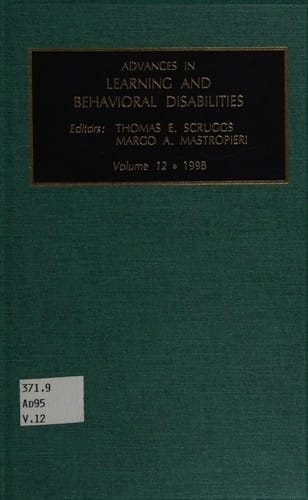 ADVANCES IN
LEARNING AND
BEHAVIORAL DISABILITIES
Editors: THOMAS E. SCRUGGS
MARGO A. MASTROPIERI
Volume 12 • 1998
371.9
AD95
V.12